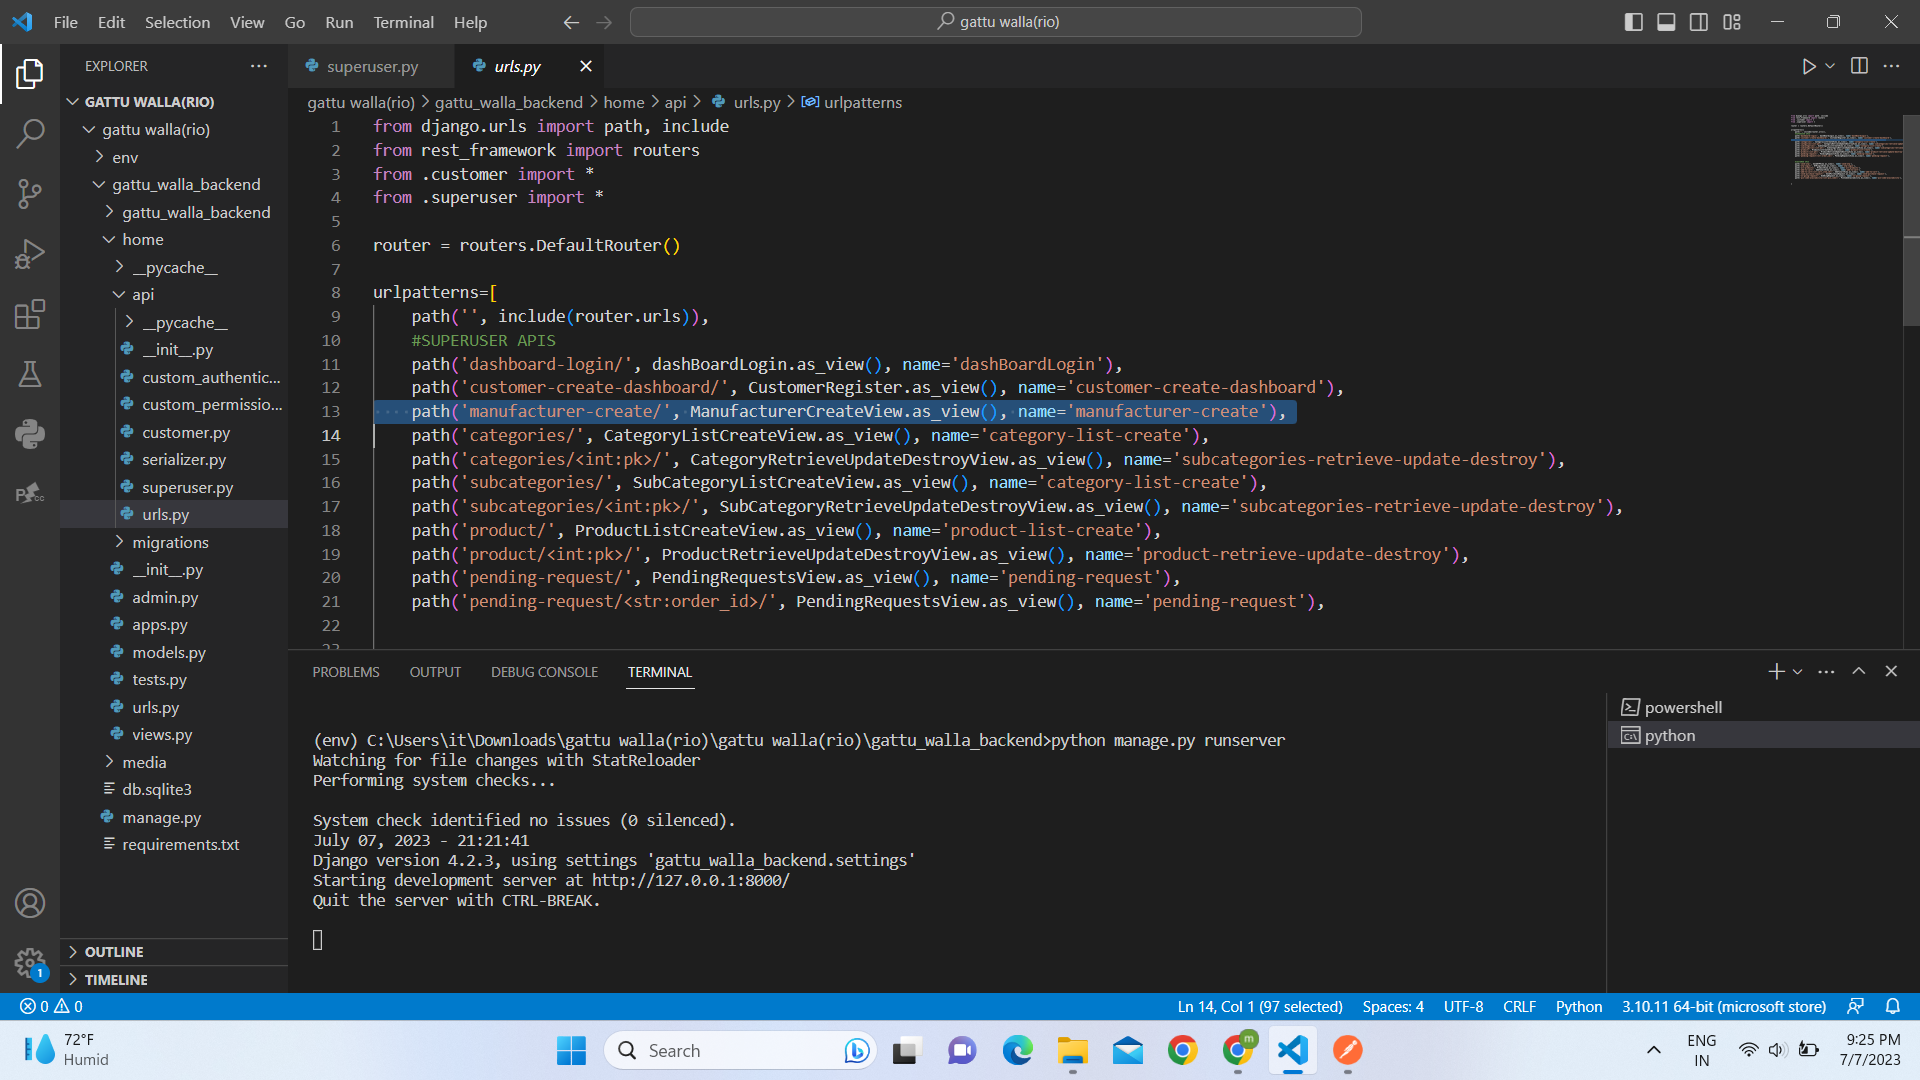 File Edit Selection View Go Run Terminal Help
gattu walla(rio)
EXPLORER
GATTU WALLA(RIO)
gattu walla(rio)
env
gattu_walla_backend
gattu_walla_backend
home
__pycache__
api
__pycache__
__init__.py
custom_authentic...
custom_permissio...
customer.py
serializer.py
superuser.py
urls.py
migrations
__init__.py
admin.py
apps.py
models.py
tests.py
urls.py
views.py
media
db.sqlite3
manage.py
requirements.txt
OUTLINE
TIMELINE
superuser.py
urls.py
gattu walla(rio) > gattu_walla_backend > home > api > urls.py > urlpatterns
1 from django.urls import path, include
2 from rest_framework import routers
3 from .customer import *
4 from .superuser import *
5
6 router = routers.DefaultRouter()
7
8 urlpatterns=[
9 path('', include(router.urls)),
10 #SUPERUSER APIS
11 path('dashboard-login/', dashBoardLogin.as_view(), name='dashBoardLogin'),
12 path('customer-create-dashboard/', CustomerRegister.as_view(), name='customer-create-dashboard'),
13 path('manufacturer-create/', ManufacturerCreateView.as_view(), name='manufacturer-create'),
14 path('categories/', CategoryListCreateView.as_view(), name='category-list-create'),
15 path('categories/<int:pk>/', CategoryRetrieveUpdateDestroyView.as_view(), name='subcategories-retrieve-update-destroy'),
16 path('subcategories/', SubCategoryListCreateView.as_view(), name='category-list-create'),
17 path('subcategories/<int:pk>/', SubCategoryRetrieveUpdateDestroyView.as_view(), name='subcategories-retrieve-update-destroy'),
18 path('product/', ProductListCreateView.as_view(), name='product-list-create'),
19 path('product/<int:pk>/', ProductRetrieveUpdateDestroyView.as_view(), name='product-retrieve-update-destroy'),
20 path('pending-request/', PendingRequestsView.as_view(), name='pending-request'),
21 path('pending-request/<str:order_id>/', PendingRequestsView.as_view(), name='pending-request'),
22
PROBLEMS OUTPUT DEBUG CONSOLE TERMINAL
powershell
python
(env) C:\Users\it\Downloads\gattu walla(rio)\gattu walla(rio)\gattu_walla_backend>python manage.py runserver
Watching for file changes with StatReloader
Performing system checks...
System check identified no issues (0 silenced).
July 07, 2023 - 21:21:41
Django version 4.2.3, using settings 'gattu_walla_backend.settings'
Starting development server at http://127.0.0.1:8000/
Quit the server with CTRL-BREAK.
1
0 0
Ln 14, Col 1 (97 selected) Spaces: 4 UTF-8 CRLF Python 3.10.11 64-bit (microsoft store)
72°F
Humid
Search
m
ENG
IN
9:25 PM
7/7/2023